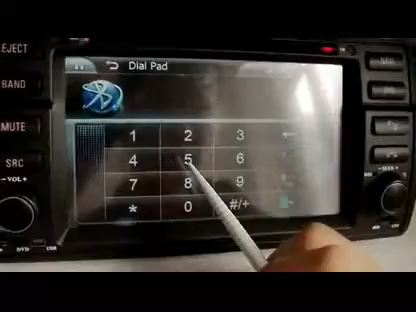 EJECT
Dial Pad
BAND
1 2 3
MUTE
4 5 6
SRC
7 8 9
–VOL+
* 0 #/+
DVD
USB